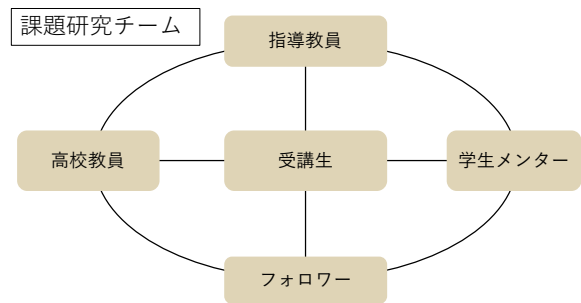 課題研究チーム
指導教員
高校教員
受講生
学生メンター
フォロワー